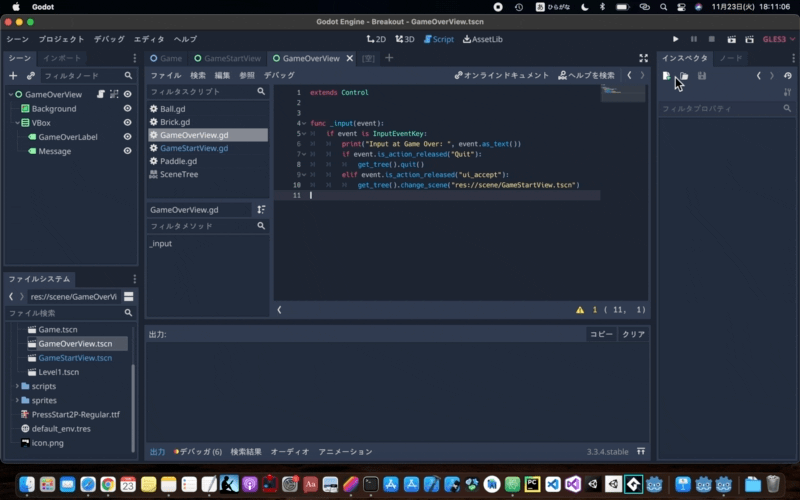 Godot
ひらがな
11月23日(火) 18:11:06
Godot Engine - Breakout - GameOverView.tscn
シーン プロジェクト デバッグ エディタ ヘルプ
2D 3D Script AssetLib
GLES3
シーン インポート
Game GameStartView GameOverView [空]
インスペクタ ノード
フィルタノード
ファイル 検索 編集 参照 デバッグ
オンラインドキュメント ヘルプを検索
GameOverView
Background
VBox
GameOverLabel
Message
フィルタスクリプト
Ball.gd
Brick.gd
GameOverView.gd
GameStartView.gd
Paddle.gd
SceneTree
GameOverView.gd
フィルタメソッド
_input
1 extends Control
2
3
4 func _input(event):
5 if event is InputEventKey:
6 print("Input at Game Over: ", event.as_text())
7 if event.is_action_released("Quit"):
8 get_tree().quit()
9 elif event.is_action_released("ui_accept"):
10 get_tree().change_scene("res://scene/GameStartView.tscn")
11
1 ( 11, 1)
フィルタプロパティ
ファイルシステム
res://scene/GameOverVi
ファイル検索
Game.tscn
GameOverView.tscn
GameStartView.tscn
Level1.tscn
scripts
sprites
PressStart2P-Regular.ttf
default_env.tres
icon.png
出力:
コピー クリア
出力 デバッガ (6) 検索結果 オーディオ アニメーション
3.3.4.stable